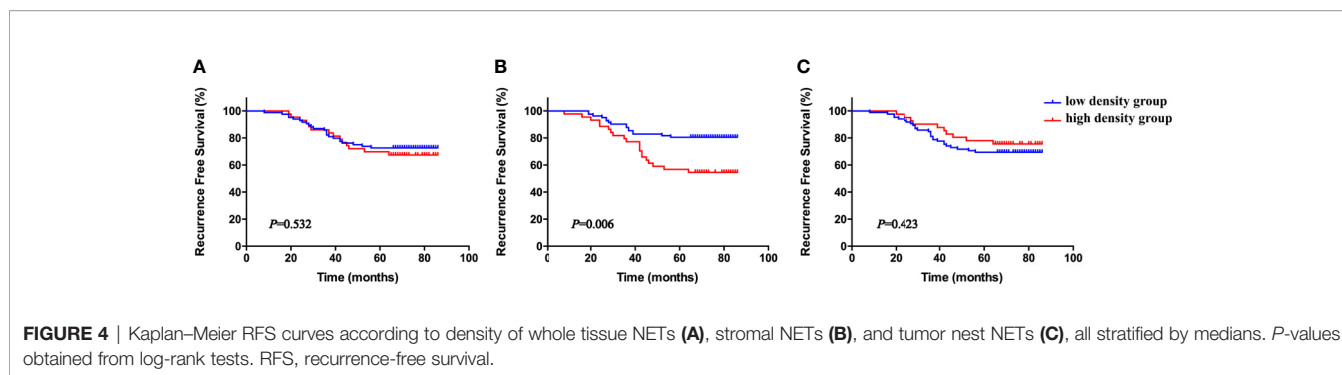 A
B
C
Recurrence Free Survival (%)
100
80
60
40
20
0
P=0.532
0 20 40 60 80 100
Time (months)
Recurrence Free Survival (%)
100
80
60
40
20
0
P=0.006
0 20 40 60 80 100
Time (months)
Recurrence Free Survival (%)
100
80
60
40
20
0
P=0.423
0 20 40 60 80 100
Time (months)
low density group
high density group
FIGURE 4 | Kaplan–Meier RFS curves according to density of whole tissue NETs (A), stromal NETs (B), and tumor nest NETs (C), all stratified by medians. P-values
obtained from log-rank tests. RFS, recurrence-free survival.